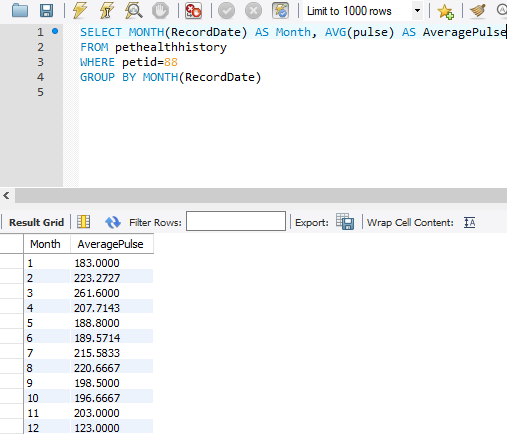 Limit to 1000 rows
1 SELECT MONTH(RecordDate) AS Month, AVG(pulse) AS AveragePulse
2 FROM pethealthhistory
3 WHERE petid=88
4 GROUP BY MONTH(RecordDate)
5
Result Grid Filter Rows: Export: Wrap Cell Content: IA
Month AveragePulse
1 183.0000
2 223.2727
3 261.6000
4 207.7143
5 188.8000
6 189.5714
7 215.5833
8 220.6667
9 198.5000
10 196.6667
11 203.0000
12 123.0000